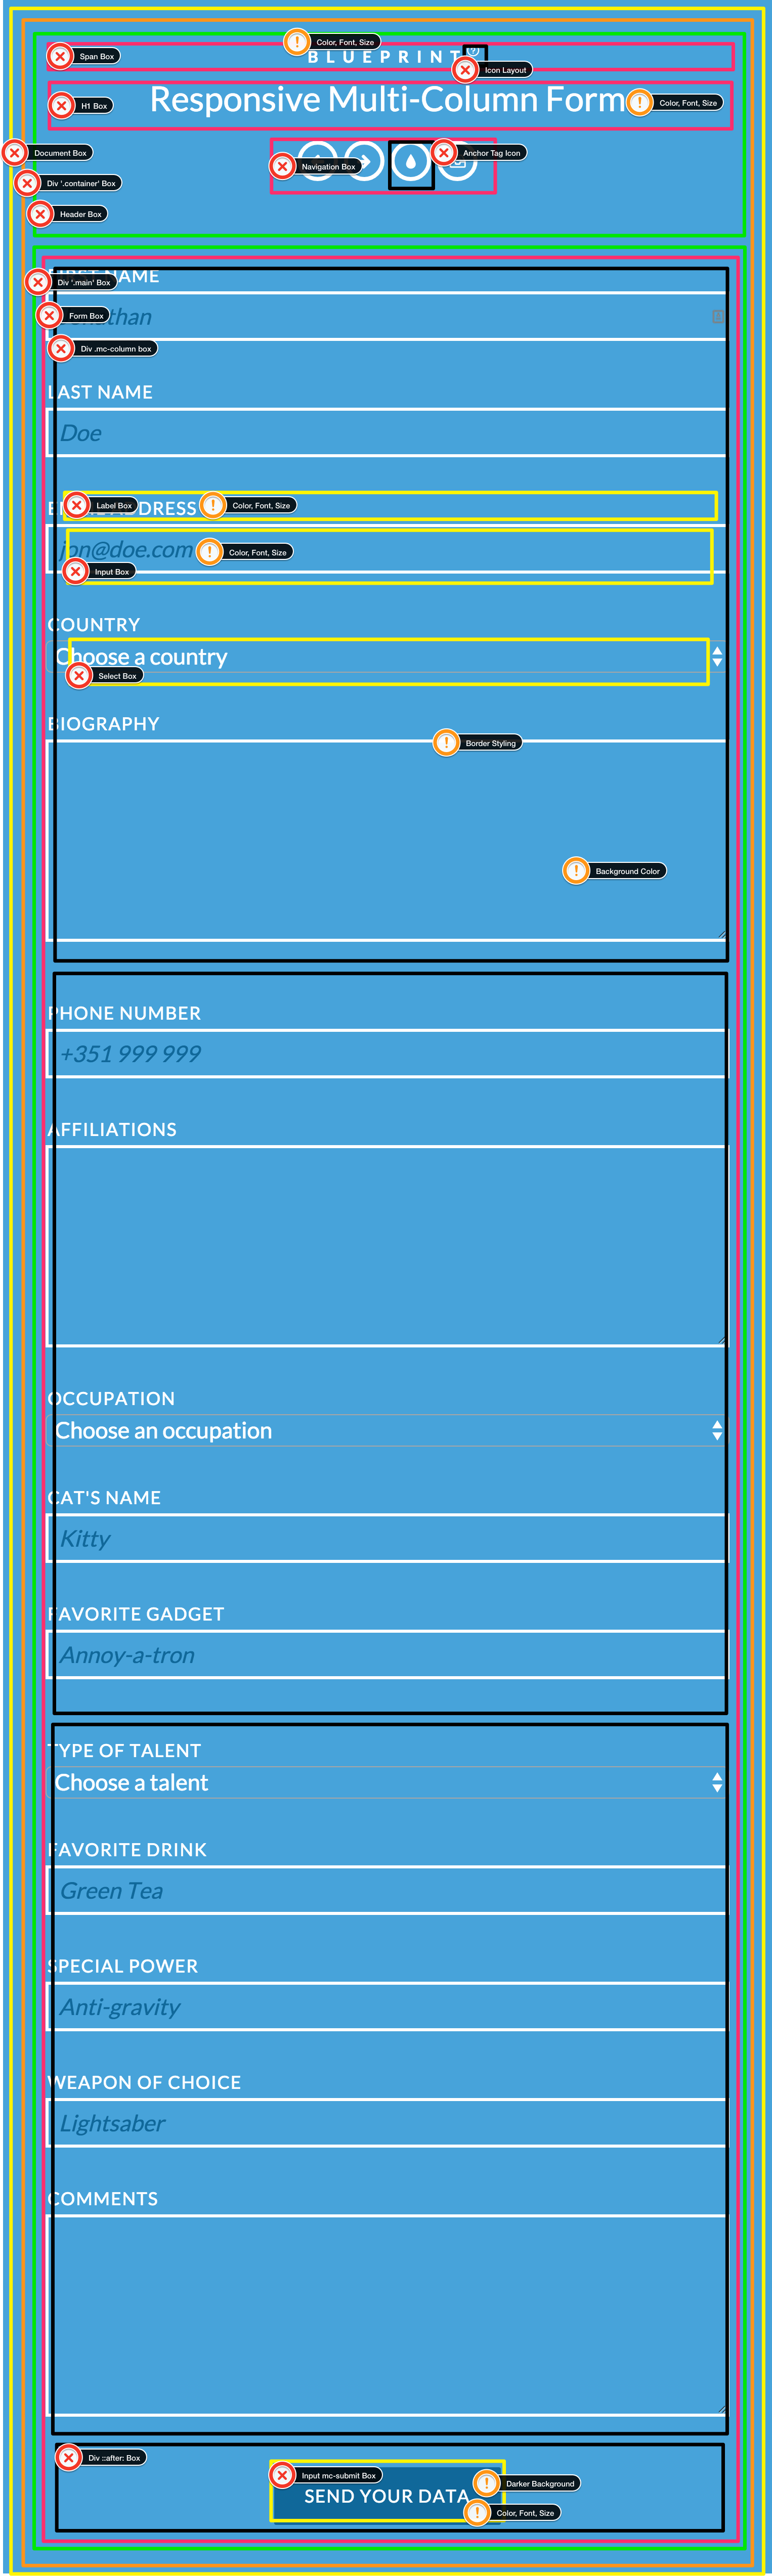 Color, Font, Size
Span Box
BLUEPRINT
Icon Layout
Responsive Multi-Column Form
H1 Box
Color, Font, Size
Document Box
Navigation Box
Anchor Tag Icon
Div '.container' Box
Header Box
NAME
Div '.main' Box
Form Box
than
Div .mc-column box
LAST NAME
Doe
Label Box
DRESS
Color, Font, Size
jon@doe.com
Color, Font, Size
Input Box
COUNTRY
Choose a country
Select Box
BIOGRAPHY
Border Styling
Background Color
PHONE NUMBER
+351 999 999
AFFILIATIONS
OCCUPATION
Choose an occupation
CAT'S NAME
Kitty
FAVORITE GADGET
Annoy-a-tron
TYPE OF TALENT
Choose a talent
FAVORITE DRINK
Green Tea
SPECIAL POWER
Anti-gravity
WEAPON OF CHOICE
Lightsaber
COMMENTS
Div ::after: Box
Input mc-submit Box
Darker Background
SEND YOUR DATA
Color, Font, Size